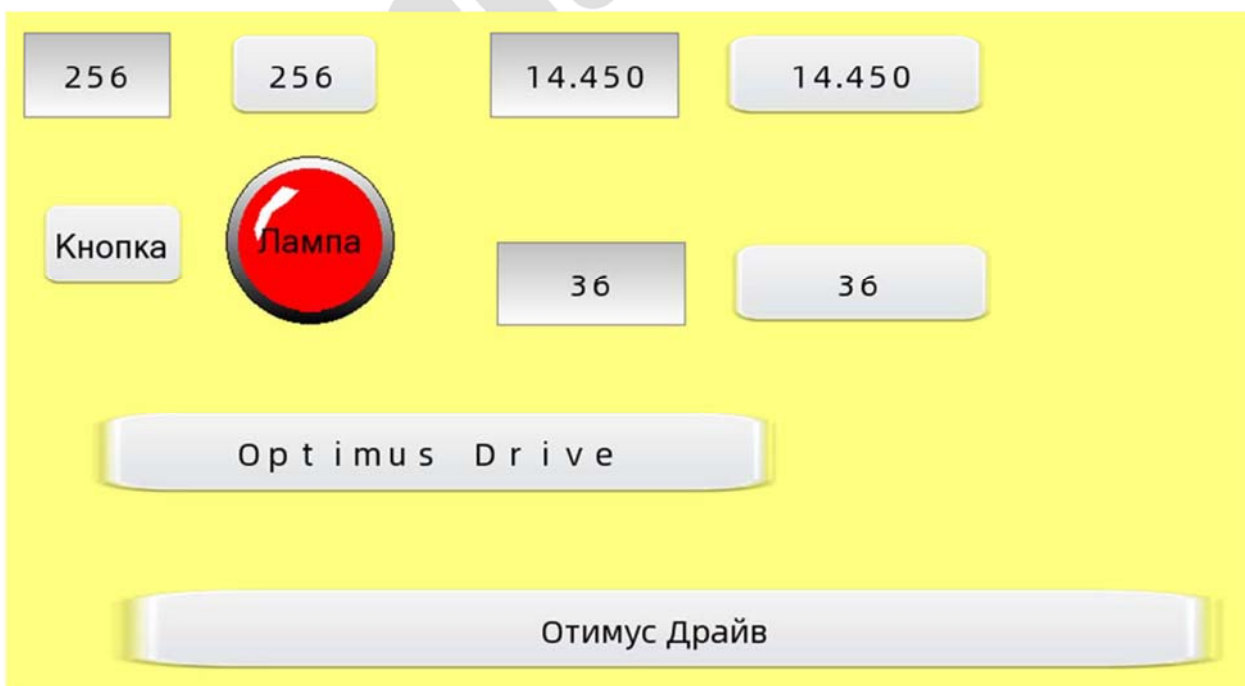 256 256 14.450 14.450
Кнопка Лампа
36 36
Optimus Drive
Отимус Драйв